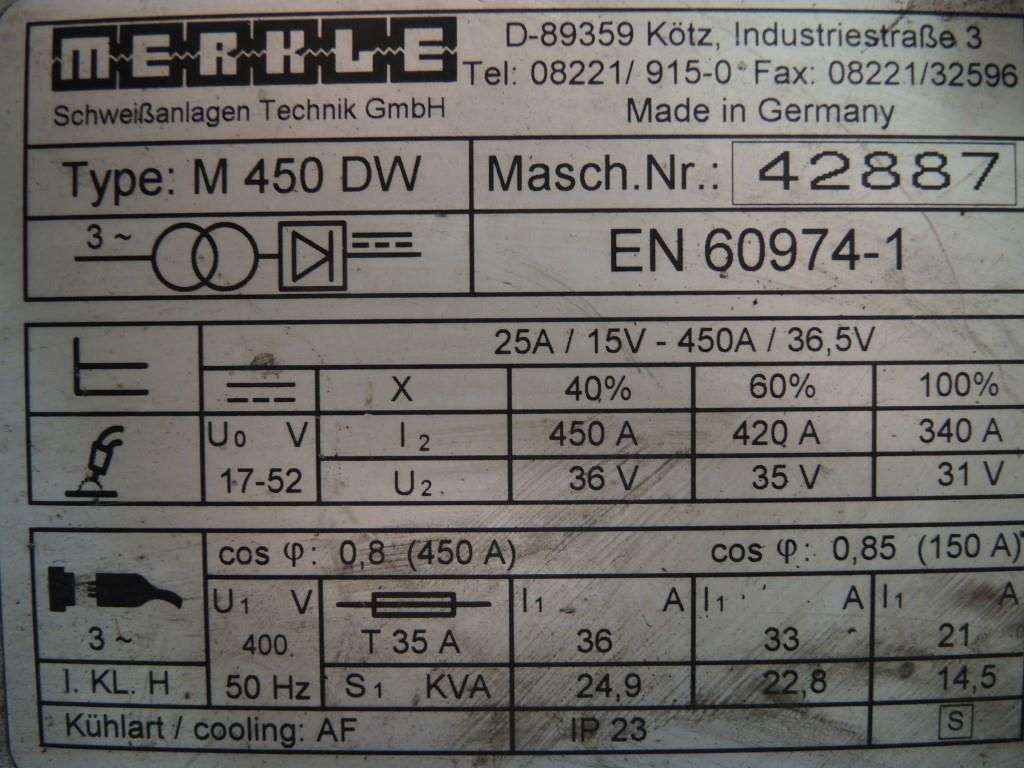 MERKLE
D-89359 Kötz, Industriestraße 3
Tel: 08221/ 915-0 Fax: 08221/32596
Schweißanlagen Technik GmbH
Made in Germany
Type: M 450 DW
Masch.Nr.: 42887
3 ~
EN 60974-1
25A / 15V - 450A / 36,5V
X 40% 60% 100%
U0 V I2 450 A 420 A 340 A
17-52 U2 36 V 35 V 31 V
cos φ: 0,8 (450 A) cos φ: 0,85 (150 A)
U1 V I1 A I1 A I1 A
3 ~ 400 T 35 A 36 33 21
I. KL. H 50 Hz S1 KVA 24,9 22,8 14,5
Kühlart / cooling: AF IP 23 S